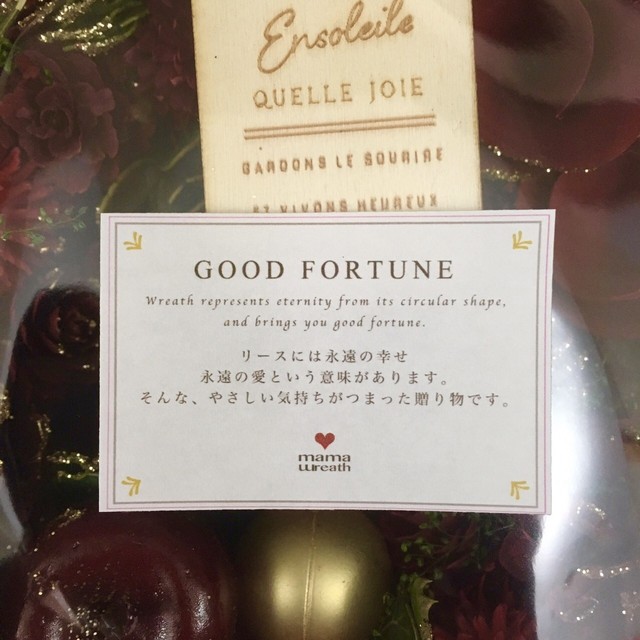 Ensoleile
QUELLE JOIE
GARDONS LE SOURIRE
ET VIVONS HEUREUX
GOOD FORTUNE
Wreath represents eternity from its circular shape,
and brings you good fortune.
リースには永遠の幸せ
永遠の愛という意味があります。
そんな、やさしい気持ちがつまった贈り物です。
mama
wreath